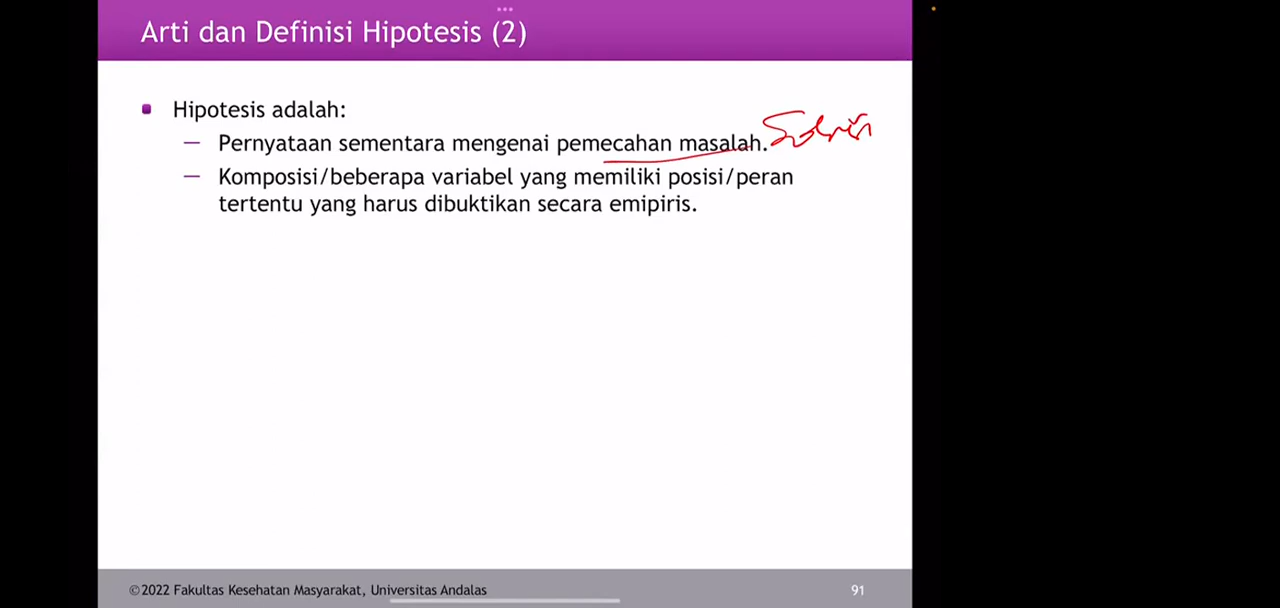 Arti dan Definisi Hipotesis (2)
Hipotesis adalah:
— Pernyataan sementara mengenai pemecahan masalah. Solusi
— Komposisi/beberapa variabel yang memiliki posisi/peran
tertentu yang harus dibuktikan secara emipiris.
©2022 Fakultas Kesehatan Masyarakat, Universitas Andalas 91